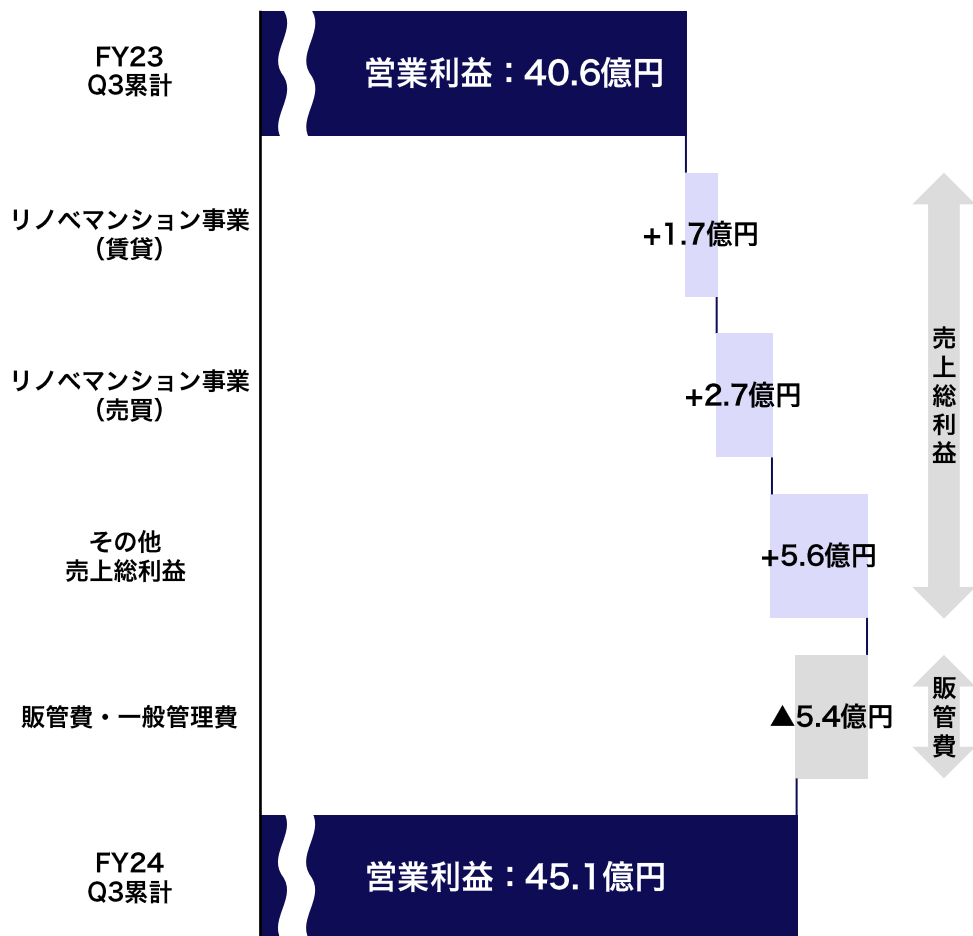 FY23
Q3累計
営業利益：40.6億円
リノベマンション事業
（賃貸）
+1.7億円
リノベマンション事業
（売買）
+2.7億円
その他
売上総利益
+5.6億円
売上総利益
販管費・一般管理費
▲5.4億円
販管費
FY24
Q3累計
営業利益：45.1億円